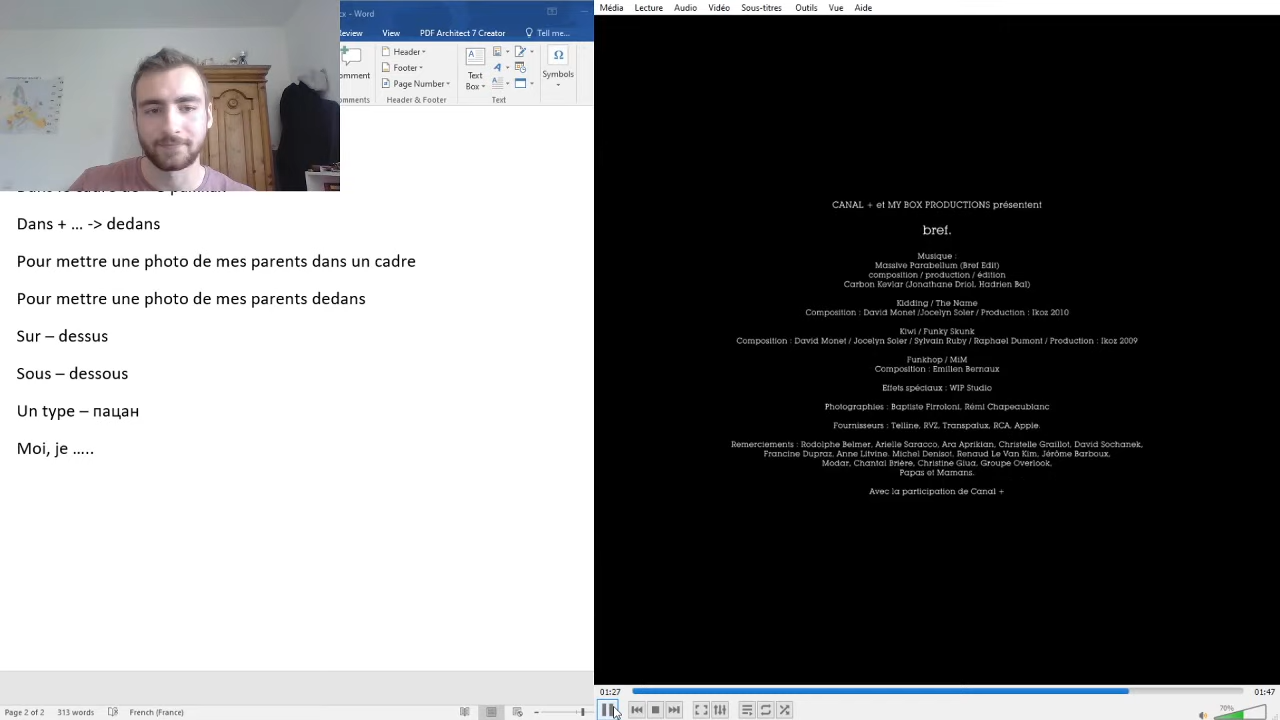 - Word
Média Lecture Audio Vidéo Sous-titres Outils Vue Aide
Review View PDF Architect 7 Creator Tell me...
Header
Footer
Page Number
Header & Footer
Text
Box
Text
Symbols
Dans + ... -> dedans
Pour mettre une photo de mes parents dans un cadre
Pour mettre une photo de mes parents dedans
Sur – dessus
Sous – dessous
Un type – пацан
Moi, je …..
Page 2 of 2 313 words French (France)
CANAL + et MY BOX PRODUCTIONS présentent
bref.
Musique :
Massive Parabellum (Bref Edit)
composition / production / édition
Carbon Kevlar (Jonathane Driol, Hadrien Bal)
Kidding / The Name
Composition : David Monet /Jocelyn Soler / Production : Ikoz 2010
Kiwi / Funky Skunk
Composition : David Monet / Jocelyn Soler / Sylvain Ruby / Raphael Dumont / Production : Ikoz 2009
Funkhop / MiM
Composition : Emilien Bernaux
Effets spéciaux : WIP Studio
Photographies : Baptiste Firroloni, Rémi Chapeaublanc
Fournisseurs : Telline, RVZ, Transpalux, RCA, Apple.
Remerciements : Rodolphe Belmer, Arielle Saracco, Ara Aprikian, Christelle Graillot, David Sochanek,
Francine Dupraz, Anne Litvine, Michel Denisot, Renaud Le Van Kim, Jérôme Barboux,
Modar, Chantal Brière, Christine Giua, Groupe Overlook,
Papas et Mamans.
Avec la participation de Canal +
01:27
01:47
70%